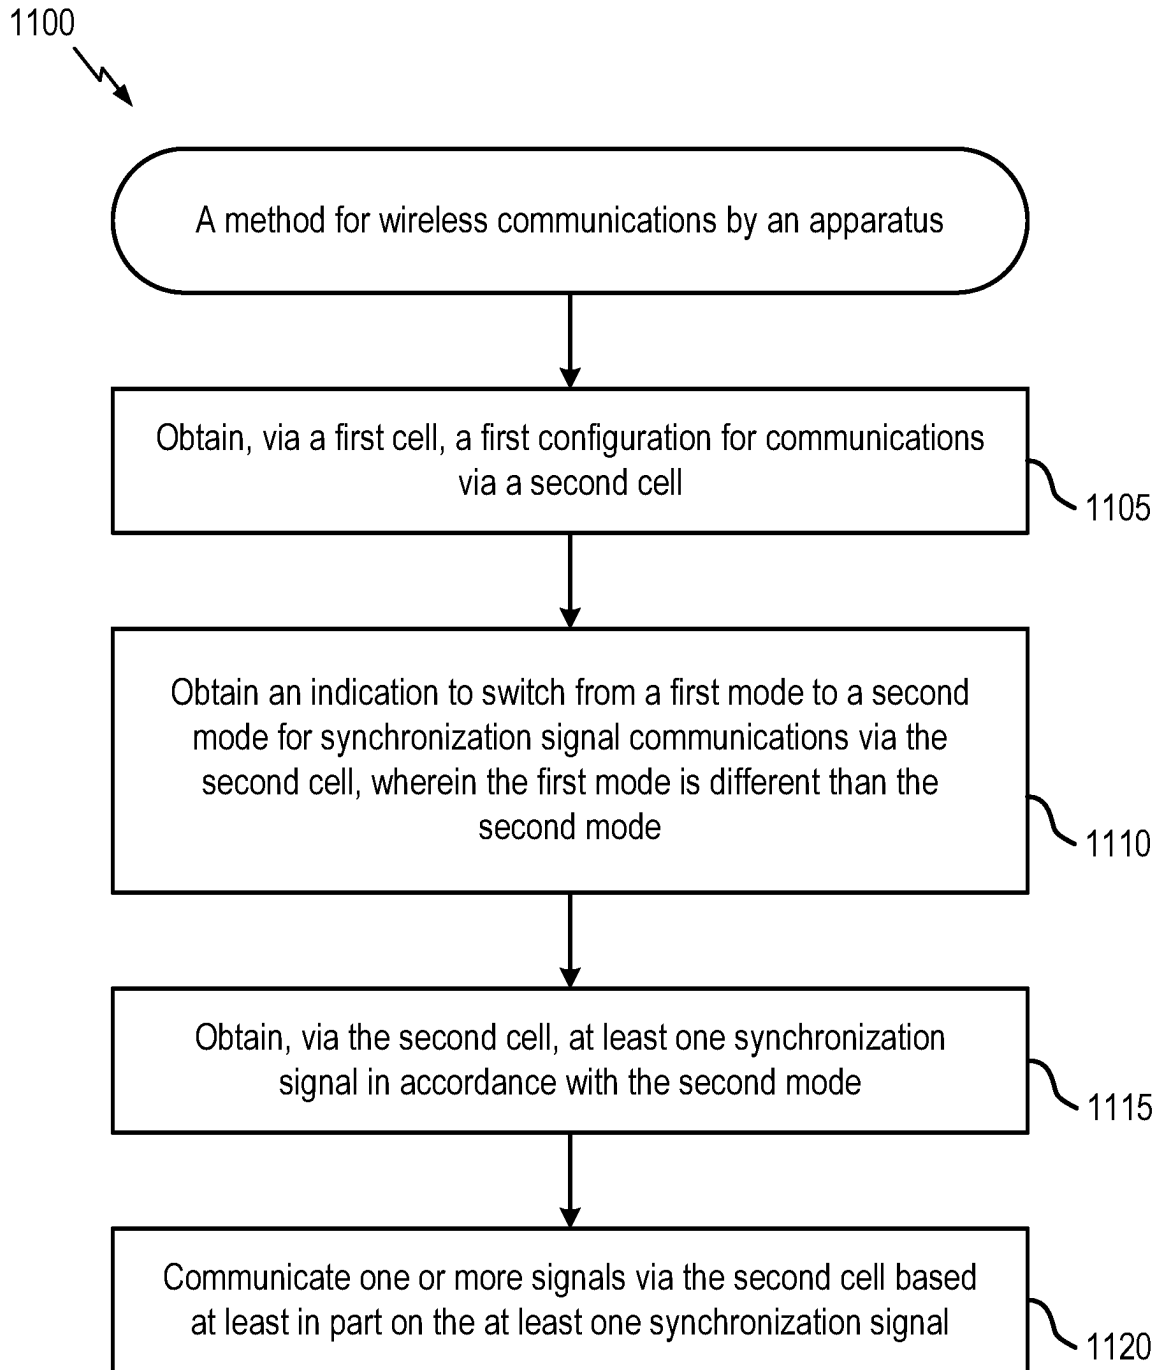 1100
A method for wireless communications by an apparatus
Obtain, via a first cell, a first configuration for communications
via a second cell
1105
Obtain an indication to switch from a first mode to a second
mode for synchronization signal communications via the
second cell, wherein the first mode is different than the
second mode
1110
Obtain, via the second cell, at least one synchronization
signal in accordance with the second mode
1115
Communicate one or more signals via the second cell based
at least in part on the at least one synchronization signal
1120